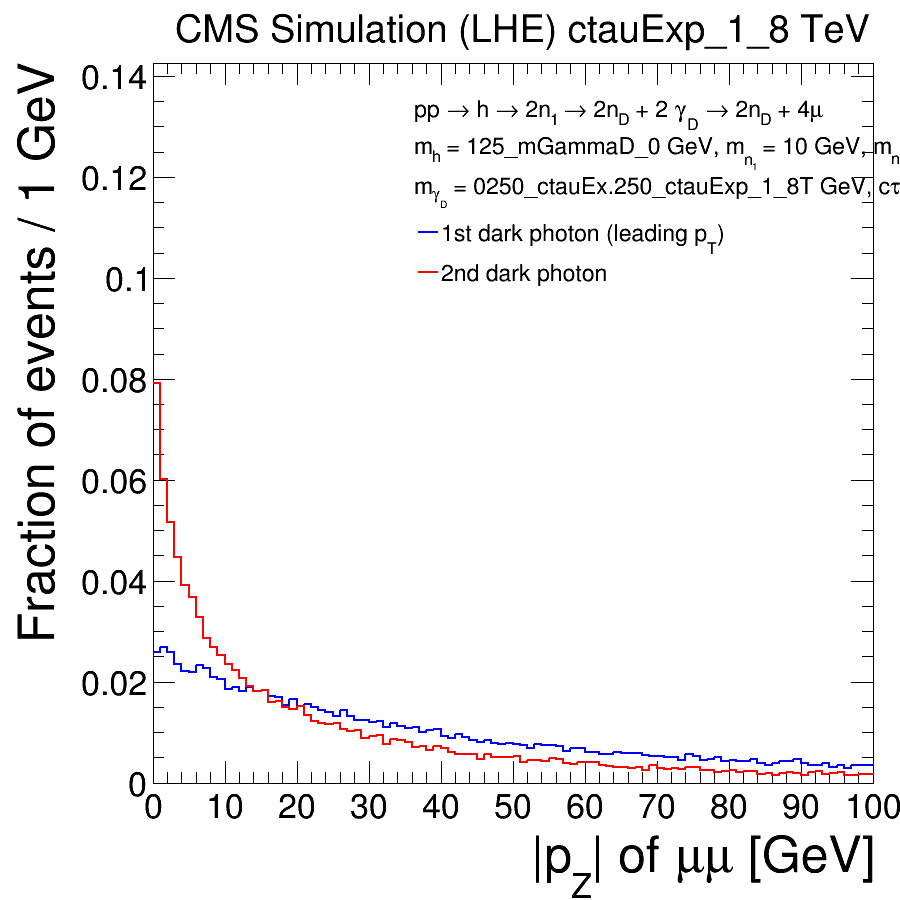 CMS Simulation (LHE) ctauExp_1_8 TeV
Fraction of events / 1 GeV
0.14
0.12
0.1
0.08
0.06
0.04
0.02
0
pp → h → 2n1 → 2nD + 2 γD → 2nD + 4μ
mh = 125_mGammaD_0 GeV, mn1 = 10 GeV, mn
mγD = 0250_ctauEx.250_ctauExp_1_8T GeV, cτ
1st dark photon (leading pT)
2nd dark photon
0 10 20 30 40 50 60 70 80 90 100
|pZ| of μμ [GeV]